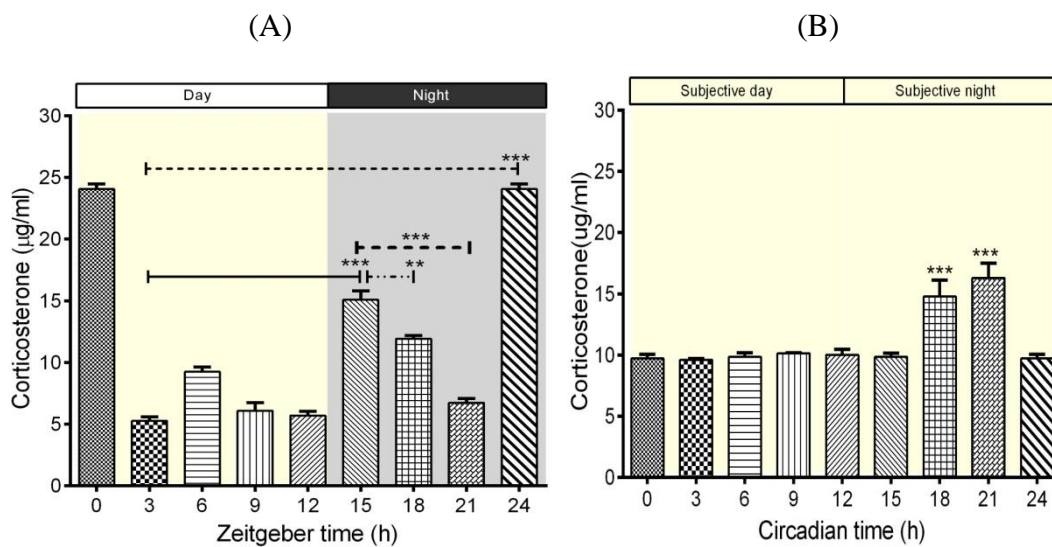 (A)
(B)
Day
Night
Subjective day
Subjective night
30
25
20
15
10
5
0
Corticosterone (µg/ml)
***
***
***
**
0 3 6 9 12 15 18 21 24
Zeitgeber time (h)
30
25
20
15
10
5
0
Corticosterone(ug/ml)
***
***
0 3 6 9 12 15 18 21 24
Circadian time (h)